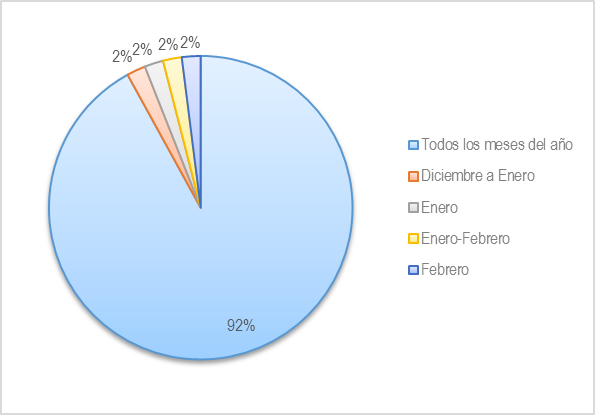 2%
2%
2%
2%
92%
Todos los meses del año
Diciembre a Enero
Enero
Enero-Febrero
Febrero